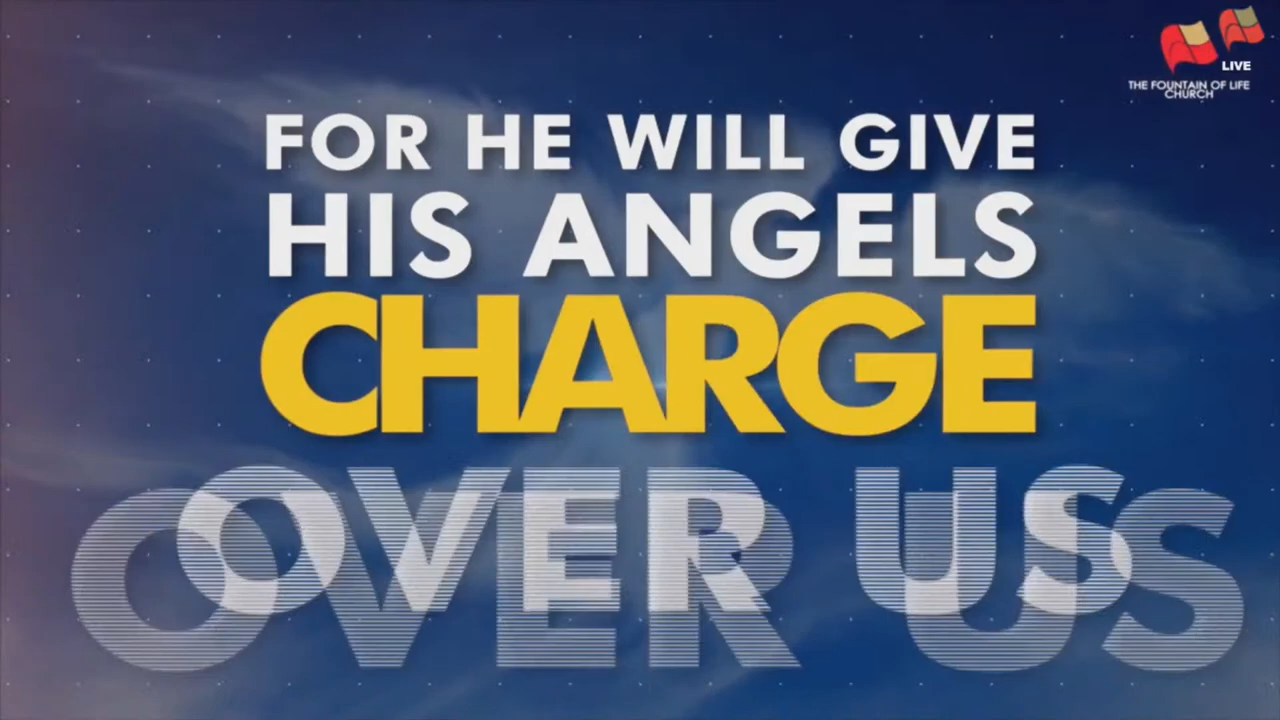 LIVE
THE FOUNTAIN OF LIFE
CHURCH
FOR HE WILL GIVE
HIS ANGELS
CHARGE
OVER US